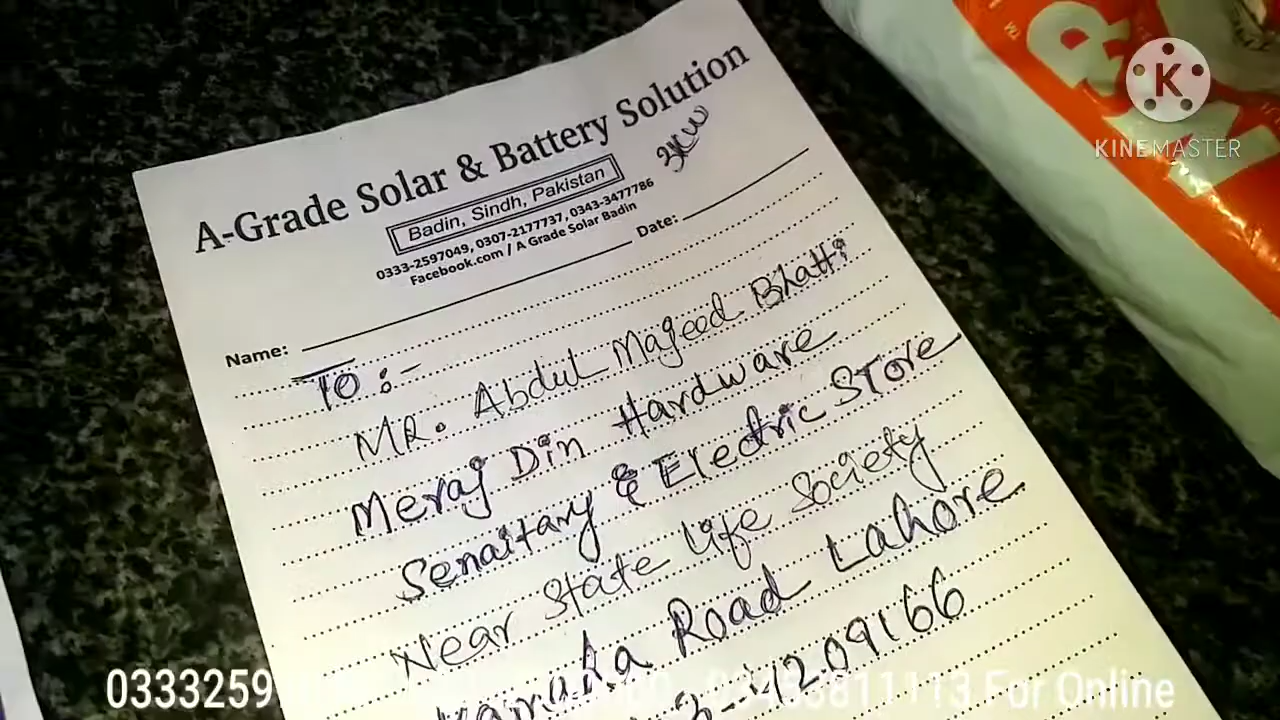 A-Grade Solar & Battery Solution
3KW
Badin, Sindh, Pakistan
0333-2597049, 0307-2177737, 0343-3477786
Facebook.com / A Grade Solar Badin
Name: Date:
To :-
MR. Abdul Majeed Bhatti
Meraj Din Hardware
Senaitary & Electric Store
Near State life Society
Road Lahore
4209166
For Online
K
KINEMASTER